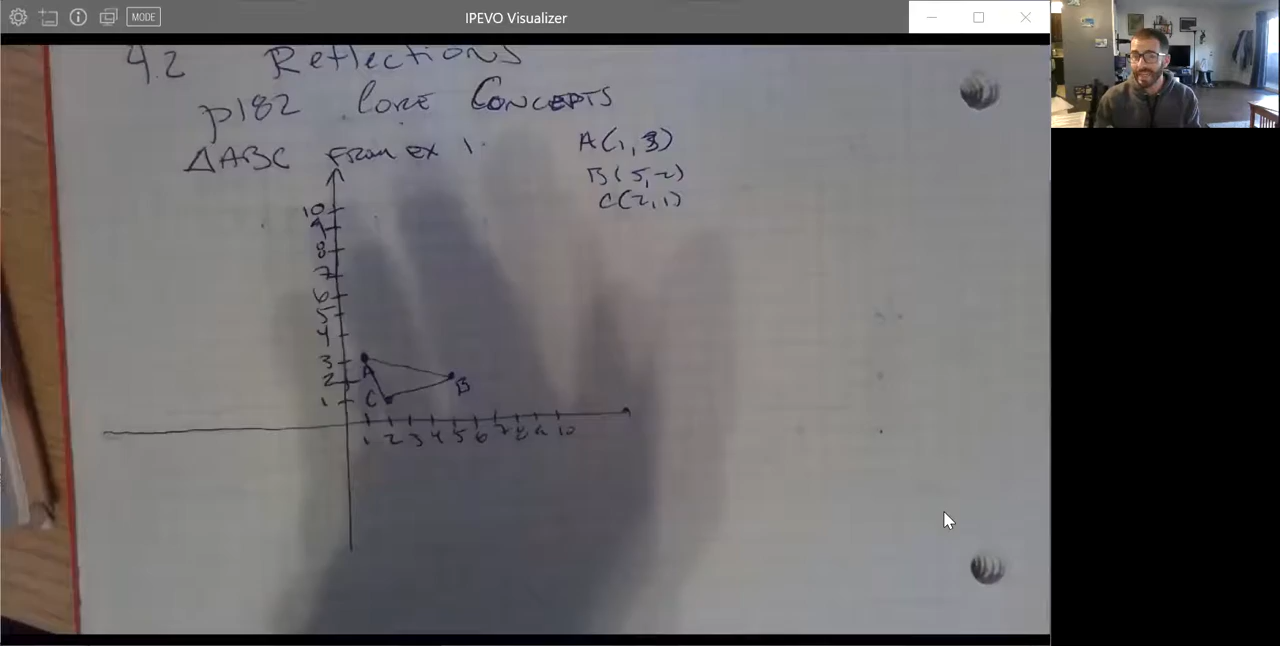 MODE
IPEVO Visualizer
4.2 Reflections
p182 Core Concepts
△ABC From ex 1.
A(1, 3)
B(5, 2)
C(2, 1)
10
9
8
7
6
5
4
3
2
1
A
B
C
1 2 3 4 5 6 7 8 9 10